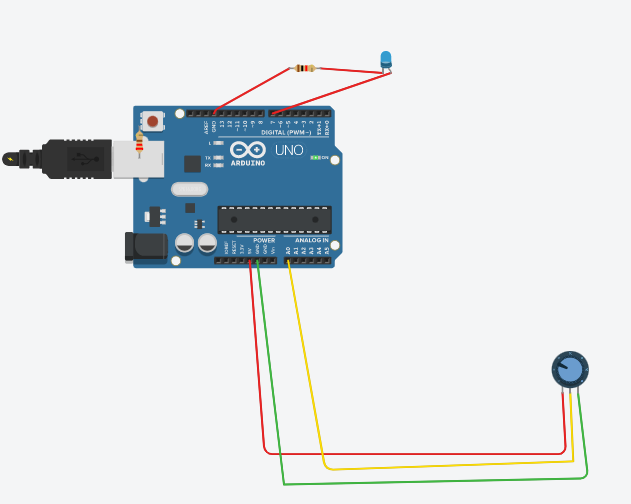 AREF
GND
13
12
~11
~10
~9
8
7
~6
~5
4
~3
2
TX→1
RX←0
DIGITAL (PWM~)
L
TX
RX
UNO
ON
ARDUINO
POWER
ANALOG IN
IOREF
RESET
3.3V
5V
GND
GND
Vin
A0
A1
A2
A3
A4
A5